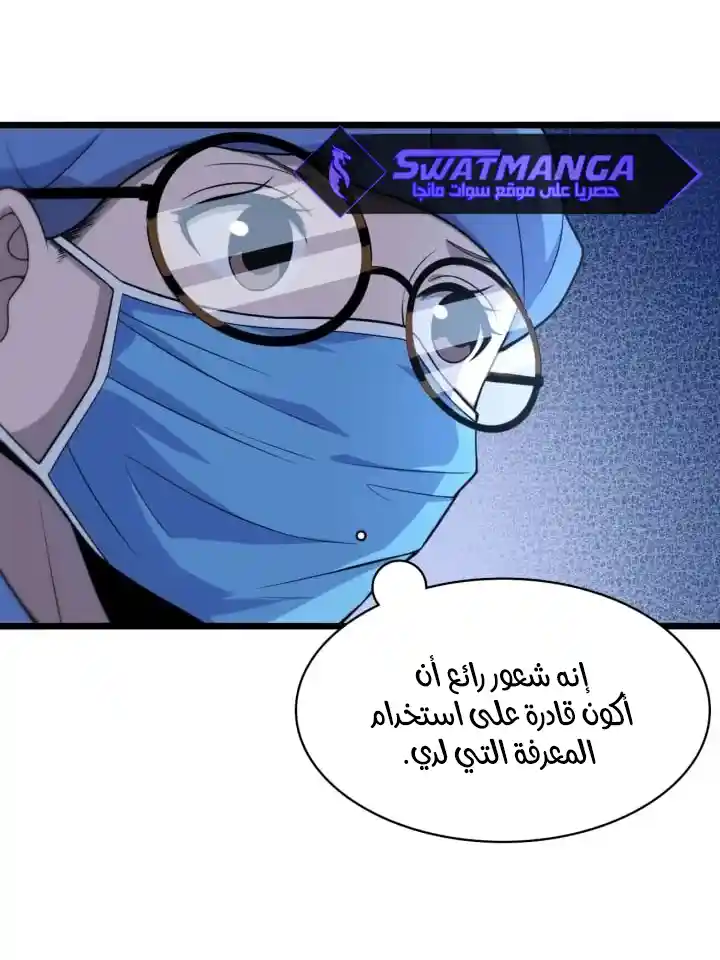 SWATMANGA
حصريا على موقع سوات مانجا
إنه شعور رائع أن
أكون قادرة على استخدام
المعرفة التي لدي.